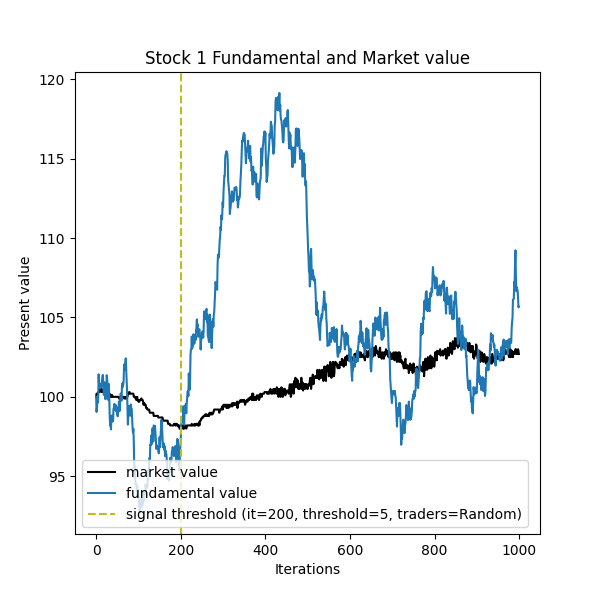 Stock 1 Fundamental and Market value
120
115
110
105
100
95
Present value
market value
fundamental value
signal threshold (it=200, threshold=5, traders=Random)
0 200 400 600 800 1000
Iterations